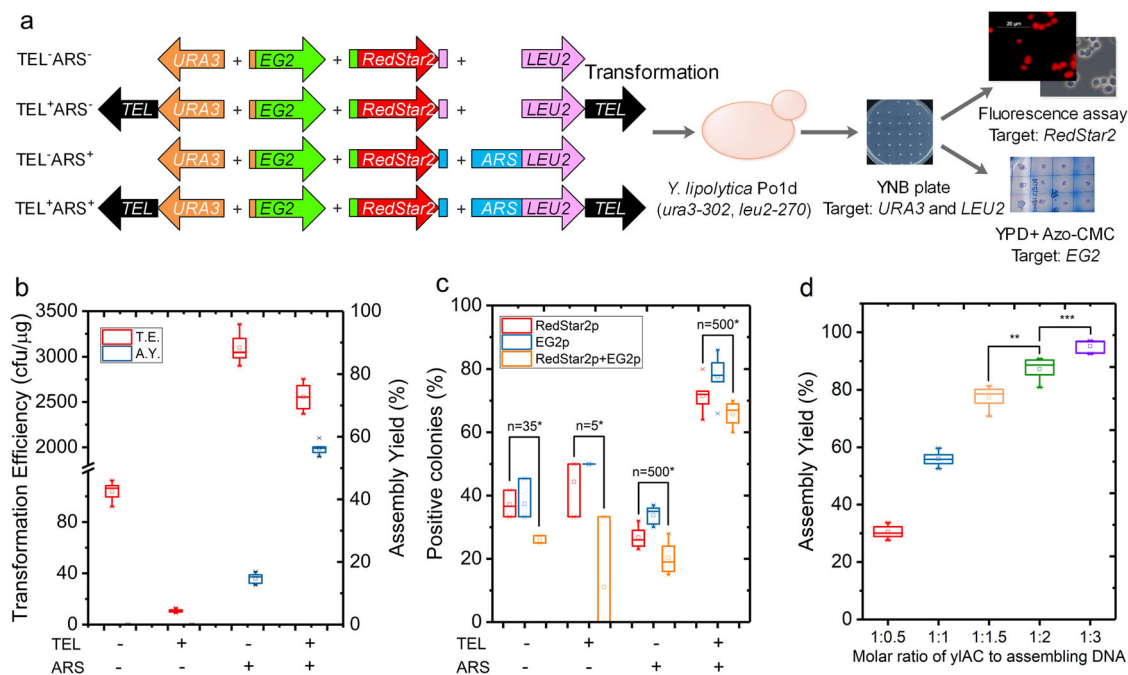 a
TEL-ARS-
URA3 + EG2 + RedStar2 + LEU2
TEL+ARS-
TEL URA3 + EG2 + RedStar2 + LEU2 TEL
TEL-ARS+
URA3 + EG2 + RedStar2 + ARS LEU2
TEL+ARS+
TEL URA3 + EG2 + RedStar2 + ARS LEU2 TEL
Transformation
Y. lipolytica Po1d
(ura3-302, leu2-270)
YNB plate
Target: URA3 and LEU2
20 μm
Fluorescence assay
Target: RedStar2
YPD+ Azo-CMC
Target: EG2
b
Transformation Efficiency (cfu/μg)
3500
3000
2500
2000
80
40
0
T.E.
A.Y.
100
80
60
40
20
0
Assembly Yield (%)
TEL - + - +
ARS - - + +
c
Positive colonies (%)
100
80
60
40
20
0
RedStar2p
EG2p
RedStar2p+EG2p
n=35*
n=5*
n=500*
n=500*
TEL - + - +
ARS - - + +
d
Assembly Yield (%)
100
80
60
40
20
0
**
***
1:0.5 1:1 1:1.5 1:2 1:3
Molar ratio of ylAC to assembling DNA